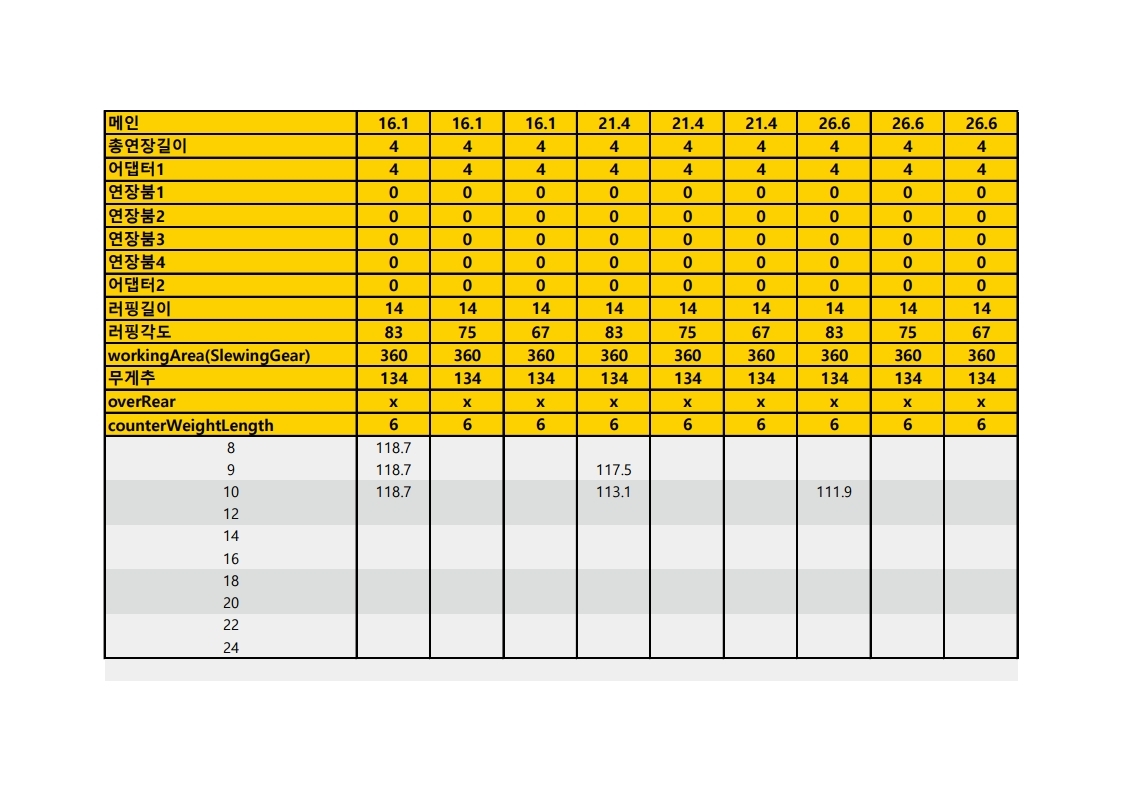 메인 16.1 16.1 16.1 21.4 21.4 21.4 26.6 26.6 26.6
총연장길이 4 4 4 4 4 4 4 4 4
어댑터1 4 4 4 4 4 4 4 4 4
연장붐1 0 0 0 0 0 0 0 0 0
연장붐2 0 0 0 0 0 0 0 0 0
연장붐3 0 0 0 0 0 0 0 0 0
연장붐4 0 0 0 0 0 0 0 0 0
어댑터2 0 0 0 0 0 0 0 0 0
러핑길이 14 14 14 14 14 14 14 14 14
러핑각도 83 75 67 83 75 67 83 75 67
workingArea(SlewingGear) 360 360 360 360 360 360 360 360 360
무게추 134 134 134 134 134 134 134 134 134
overRear x x x x x x x x x
counterWeightLength 6 6 6 6 6 6 6 6 6
8 118.7
9 118.7 117.5
10 118.7 113.1 111.9
12
14
16
18
20
22
24